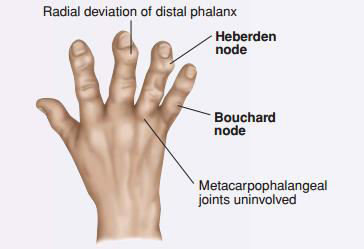 Radial deviation of distal phalanx
Heberden
node
Bouchard
node
Metacarpophalangeal
joints uninvolved